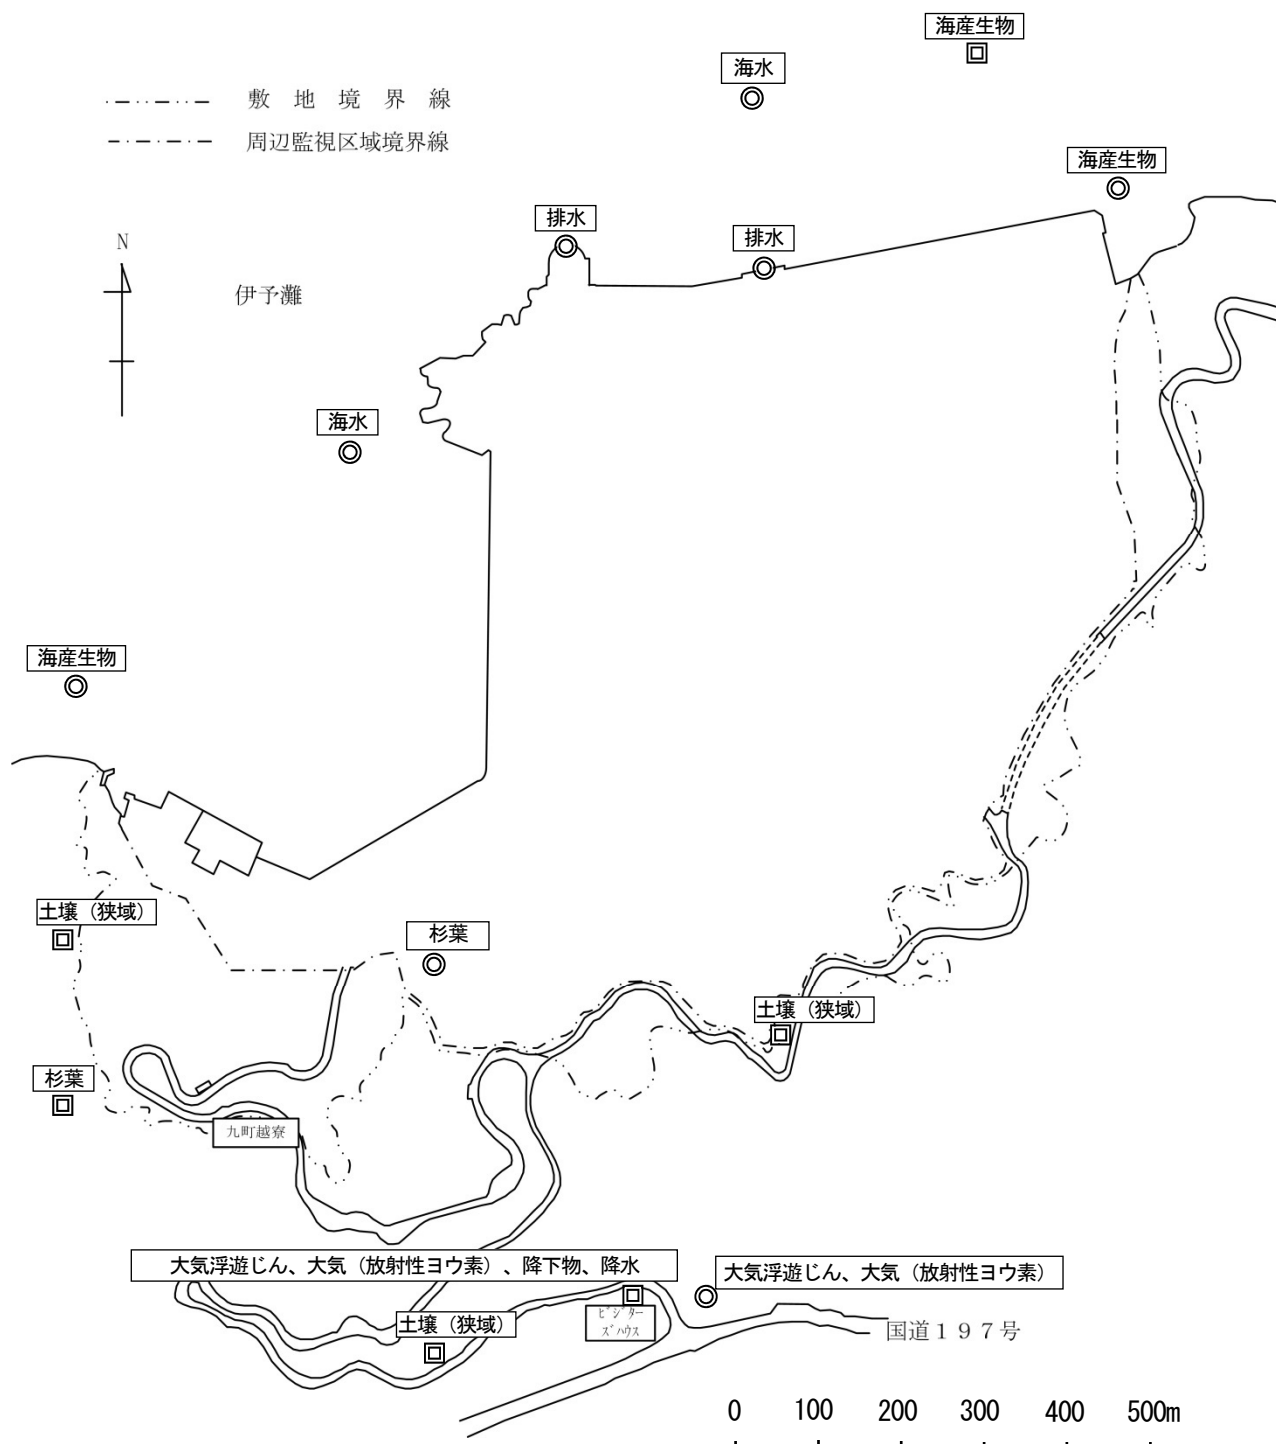 海産生物
海水
敷地境界線
周辺監視区域境界線
海産生物
排水
排水
N
伊予灘
海水
海産生物
土壌（狭域）
杉葉
土壌（狭域）
杉葉
九町越寮
大気浮遊じん、大気（放射性ヨウ素）、降下物、降水
大気浮遊じん、大気（放射性ヨウ素）
ﾋﾞｼﾞﾀｰ
ｽﾞﾊｳｽ
土壌（狭域）
国道１９７号
0 100 200 300 400 500m